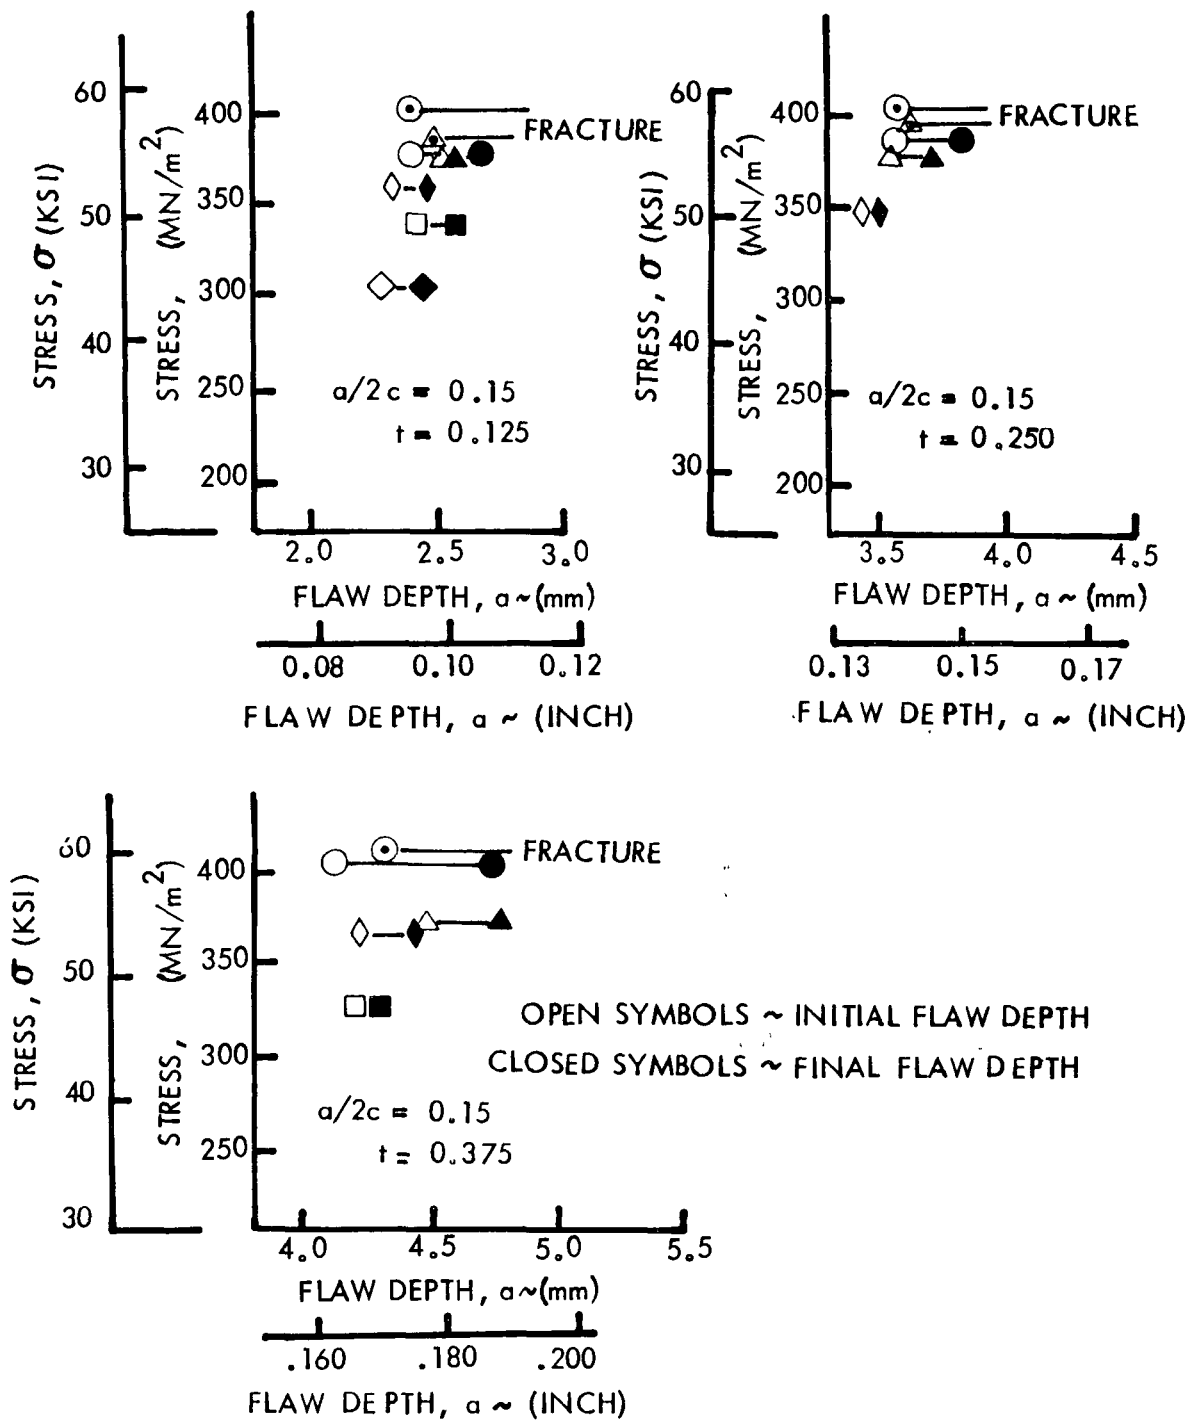 STRESS, σ (KSI)
60
50
40
30
STRESS, (MN/m²)
400
350
300
250
200
FRACTURE
a/2c = 0.15
t = 0.125
2.0 2.5 3.0
FLAW DEPTH, a ~ (mm)
0.08 0.10 0.12
FLAW DEPTH, a ~ (INCH)
STRESS, σ (KSI)
60
50
40
30
STRESS, (MN/m²)
400
350
300
250
200
FRACTURE
a/2c = 0.15
t = 0.250
3.5 4.0 4.5
FLAW DEPTH, a ~ (mm)
0.13 0.15 0.17
FLAW DEPTH, a ~ (INCH)
STRESS, σ (KSI)
60
50
40
30
STRESS, (MN/m²)
400
350
300
250
FRACTURE
OPEN SYMBOLS ~ INITIAL FLAW DEPTH
CLOSED SYMBOLS ~ FINAL FLAW DEPTH
a/2c = 0.15
t = 0.375
4.0 4.5 5.0 5.5
FLAW DEPTH, a ~ (mm)
.160 .180 .200
FLAW DEPTH, a ~ (INCH)